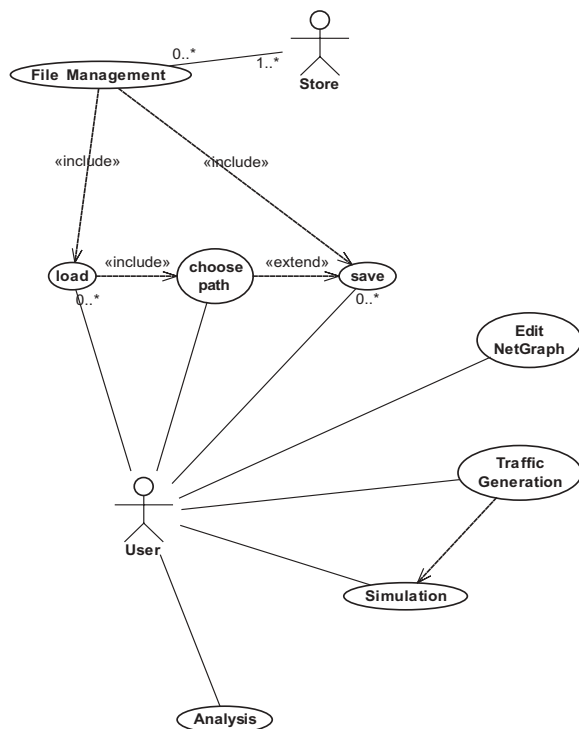 0..*
1..*
File Management
Store
«include»
«include»
«include»
«extend»
load
choose
path
save
0..*
0..*
Edit
NetGraph
Traffic
Generation
User
Simulation
Analysis